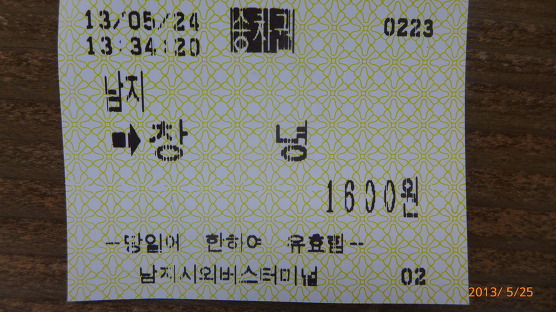 13/05/24 승차권 0223
13:34:20
남지
➡창 녕
1600원
--당일에 한하여 유효함--
남지시외버스터미널 02
2013/ 5/25